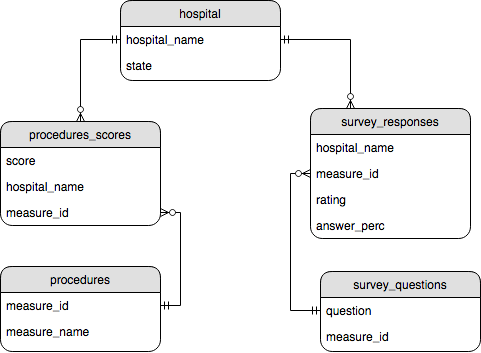 hospital
hospital_name
state
procedures_scores
score
hospital_name
measure_id
survey_responses
hospital_name
measure_id
rating
answer_perc
procedures
measure_id
measure_name
survey_questions
question
measure_id